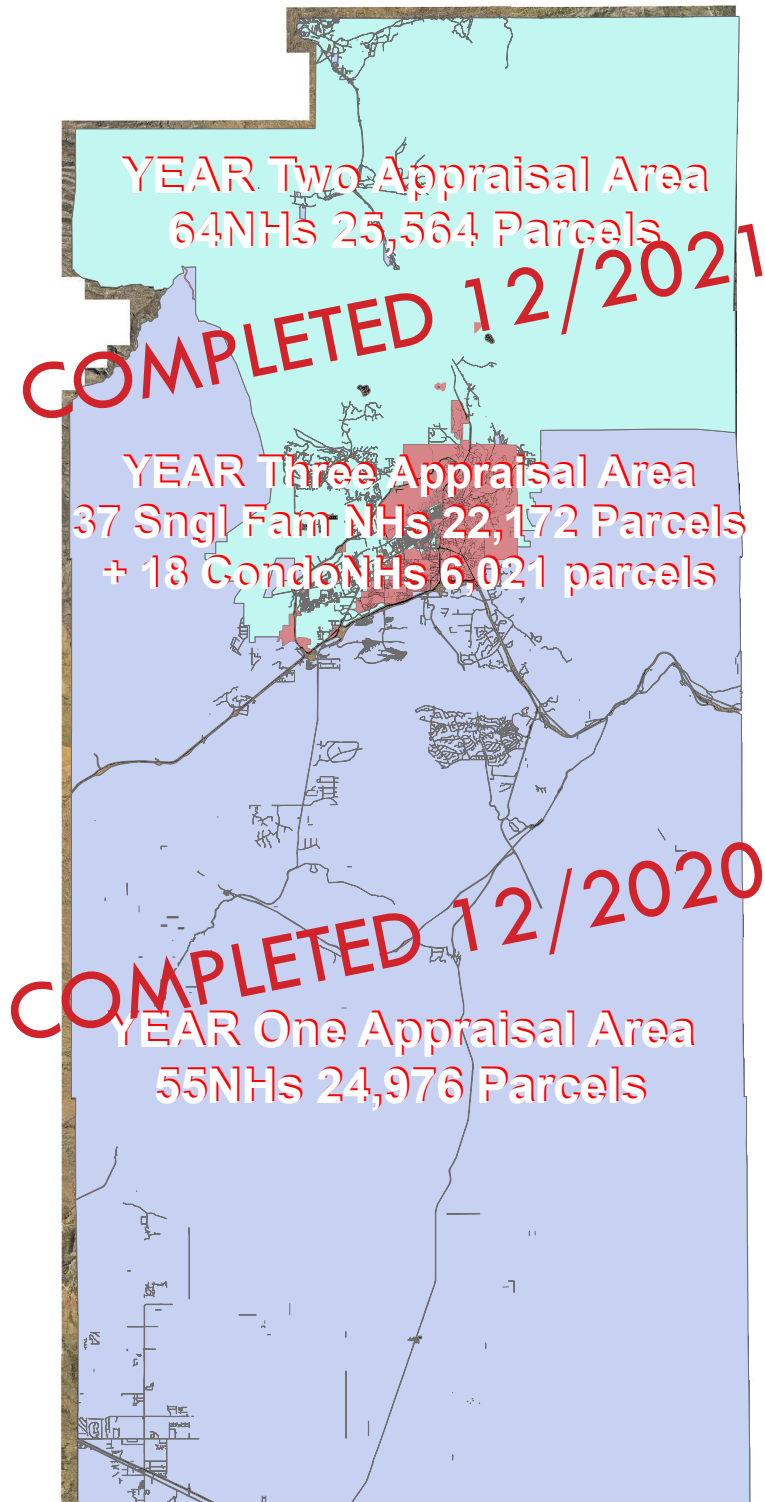 YEAR Two Appraisal Area
64NHs 25,564 Parcels
COMPLETED 12/2021
YEAR Three Appraisal Area
37 Sngl Fam NHs 22,172 Parcels
+ 18 CondoNHs 6,021 parcels
COMPLETED 12/2020
YEAR One Appraisal Area
55NHs 24,976 Parcels